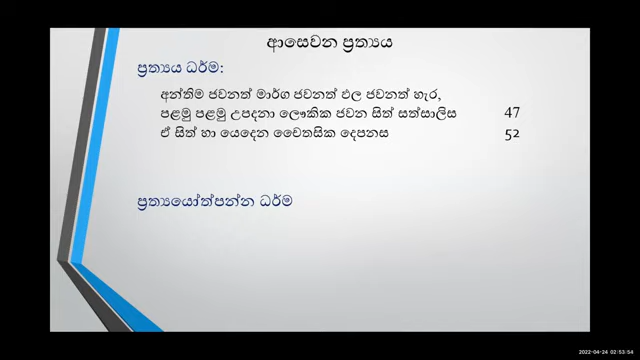 ආසෙවන ප්‍රත්‍යය
ප්‍රත්‍යය ධර්ම:
අන්තිම ජවනත් මාර්ග ජවනත් ඵල ජවනත් හැර,
පළමු පළමු උපදනා ලෞකික ජවන සිත් සත්සාලිස 47
ඒ සිත් හා යෙදෙන චෛතසික දෙපනස 52
ප්‍රත්‍යයෝත්පන්න ධර්ම
2022-04-24 02:53:54